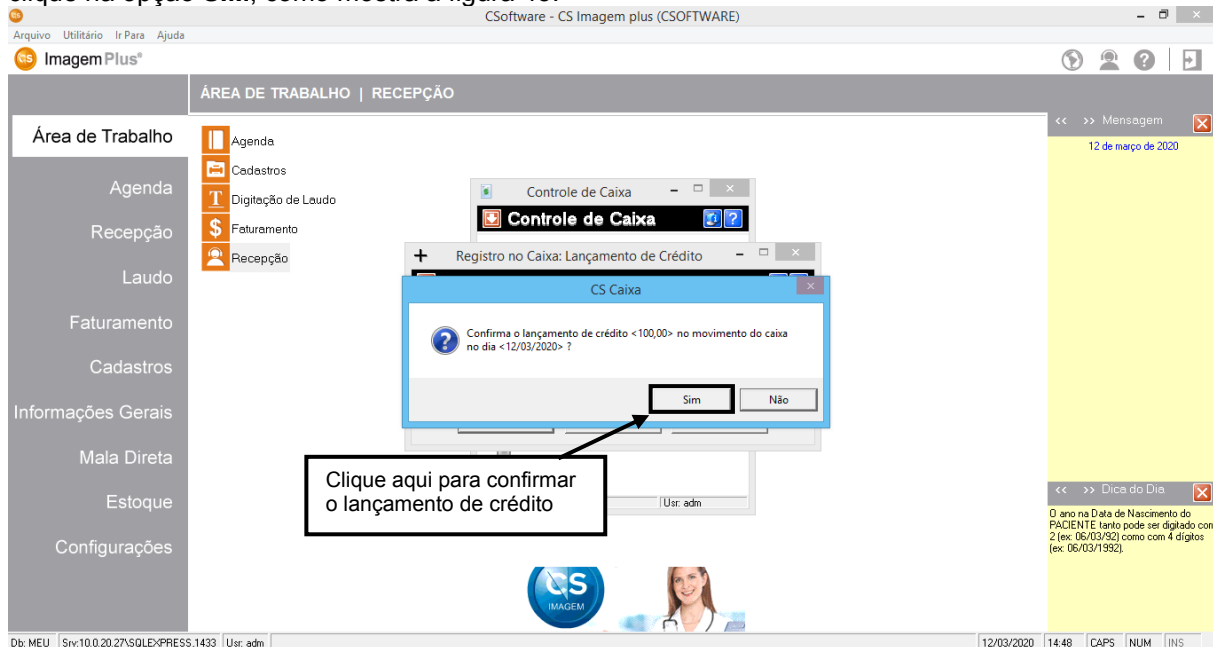 CSoftware - CS Imagem plus (CSOFTWARE)
Arquivo Utilitário Ir Para Ajuda
CS Imagem Plus®
ÁREA DE TRABALHO | RECEPÇÃO
Área de Trabalho
Agenda
Recepção
Laudo
Faturamento
Cadastros
Informações Gerais
Mala Direta
Estoque
Configurações
Agenda
Cadastros
Digitação de Laudo
Faturamento
Recepção
Controle de Caixa
Controle de Caixa
Registro no Caixa: Lançamento de Crédito
CS Caixa
Confirma o lançamento de crédito <100,00> no movimento do caixa
no dia <12/03/2020> ?
Sim Não
Clique aqui para confirmar
o lançamento de crédito
Usr: adm
CS
IMAGEM
<< >> Mensagem
12 de março de 2020
<< >> Dica do Dia
O ano na Data de Nascimento do
PACIENTE tanto pode ser digitado com
2 (ex: 06/03/92) como com 4 dígitos
(ex: 06/03/1992).
Db: MEU Srv:10.0.20.27\SQLEXPRESS,1433 Usr: adm 12/03/2020 14:48 CAPS NUM INS